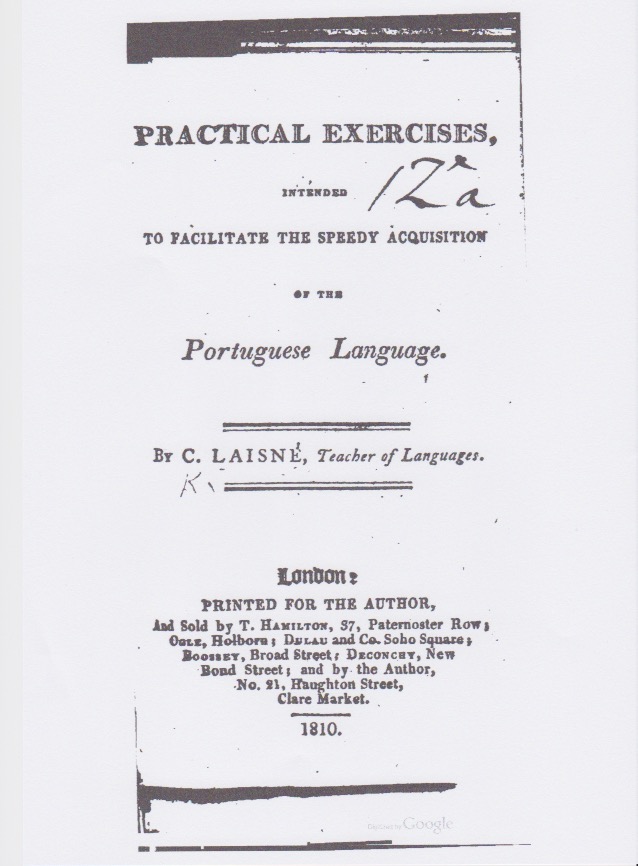 PRACTICAL EXERCISES,
INTENDED
TO FACILITATE THE SPEEDY ACQUISITION
OF THE
Portuguese Language.
BY C. LAISNÉ, Teacher of Languages.
K
London:
PRINTED FOR THE AUTHOR,
And Sold by T. HAMILTON, 37, Paternoster Row;
OGLE, Holborn; DULAU and Co. Soho Square;
BOOSEY, Broad Street; DECONCHY, New
Bond Street; and by the Author,
No. 21, Haughton Street,
Clare Market.
1810.
Digitized by Google